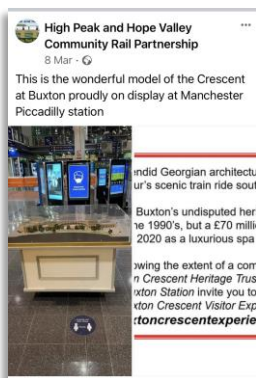 High Peak and Hope Valley
Community Rail Partnership
8 Mar ·
This is the wonderful model of the Crescent
at Buxton proudly on display at Manchester
Piccadilly station
ndid Georgian architectu
ur's scenic train ride sout
Buxton's undisputed her
he 1990's, but a £70 millio
2020 as a luxurious spa
owing the extent of a com
n Crescent Heritage Trus
xton Station invite you to
xton Crescent Visitor Exp
xtoncrescentexperie